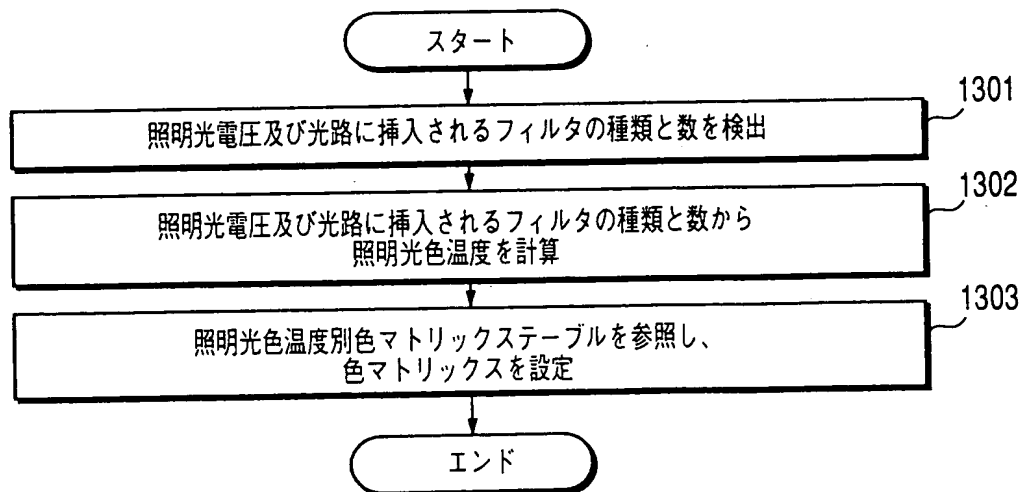 スタート
1301
照明光電圧及び光路に挿入されるフィルタの種類と数を検出
1302
照明光電圧及び光路に挿入されるフィルタの種類と数から
照明光色温度を計算
1303
照明光色温度別色マトリックステーブルを参照し、
色マトリックスを設定
エンド